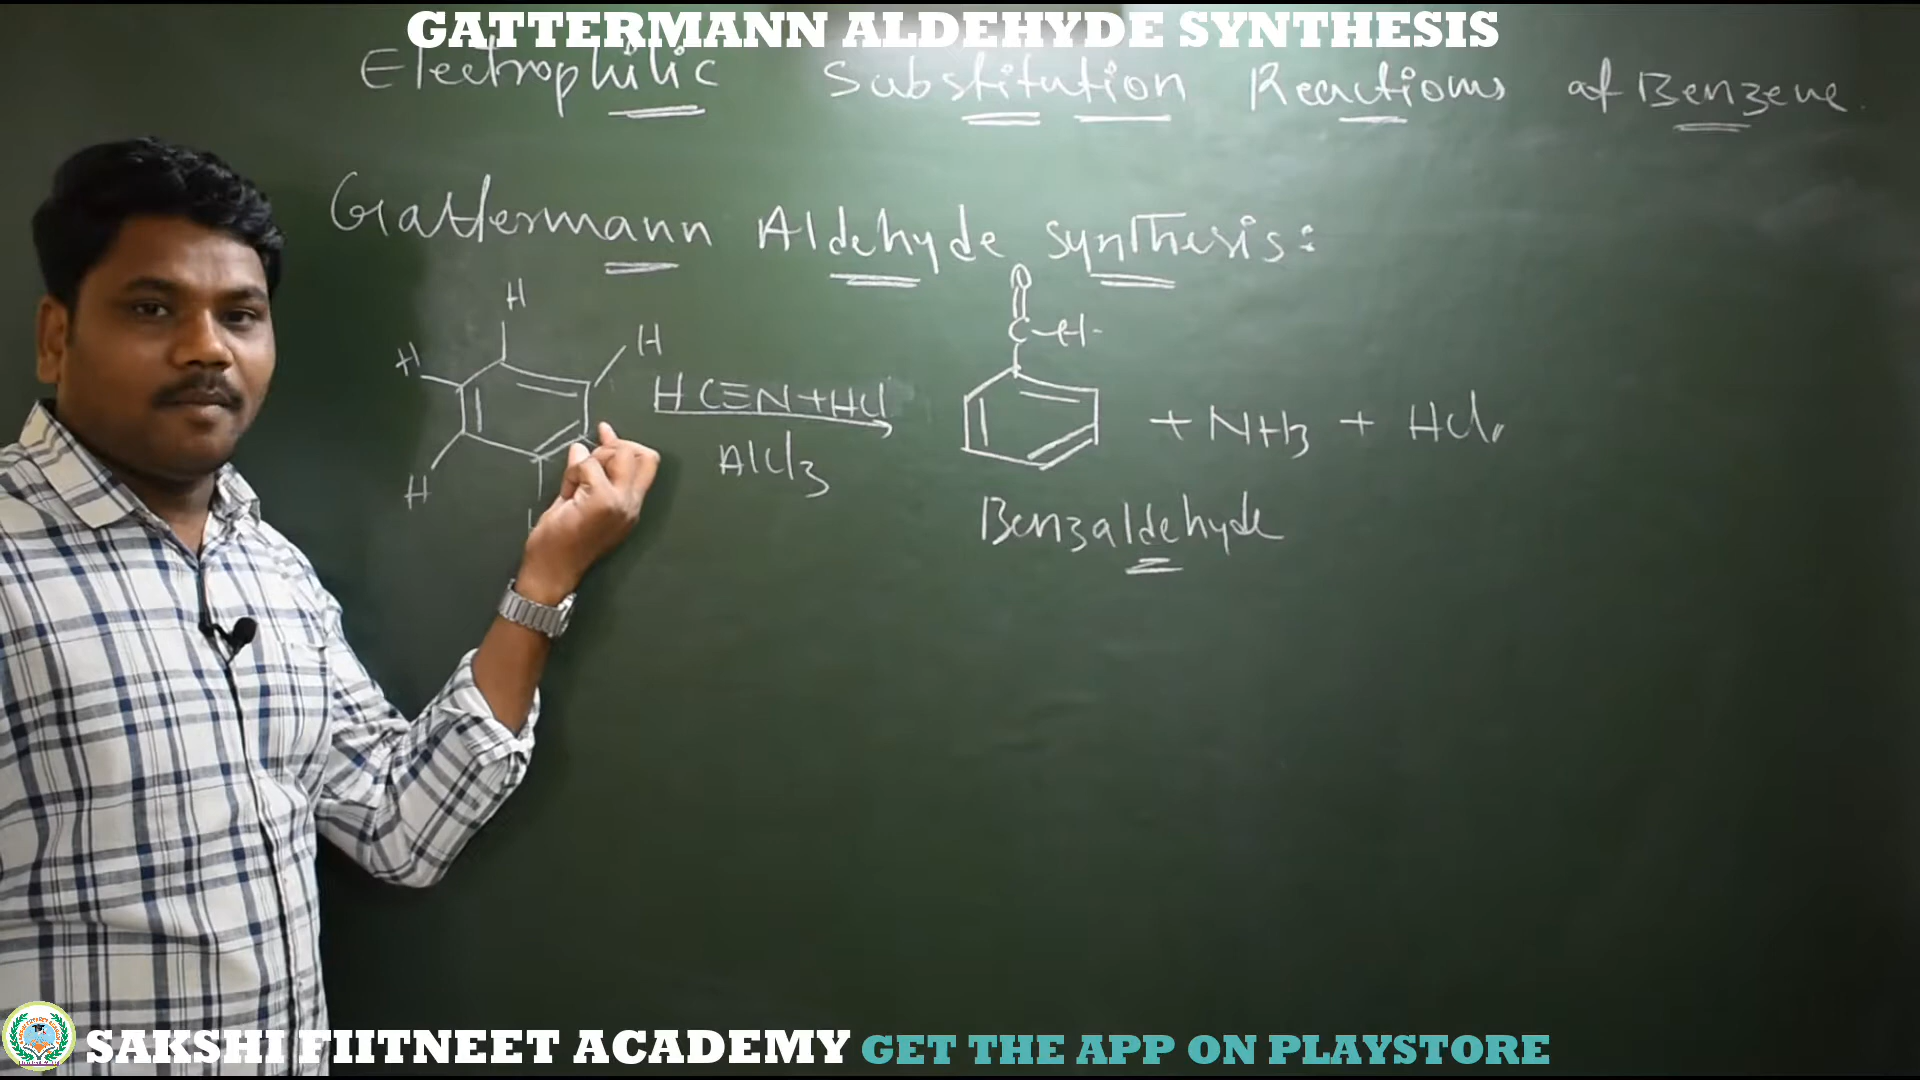 GATTERMANN ALDEHYDE SYNTHESIS
Electrophilic Substitution Reactions of Benzene.
Gattermann Aldehyde synthesis:
O
H
C-H
H
H
HC≡N+HCl
+ NH3 + HCl
AlCl3
H
Benzaldehyde
SAKSHI FIITNEET ACADEMY GET THE APP ON PLAYSTORE